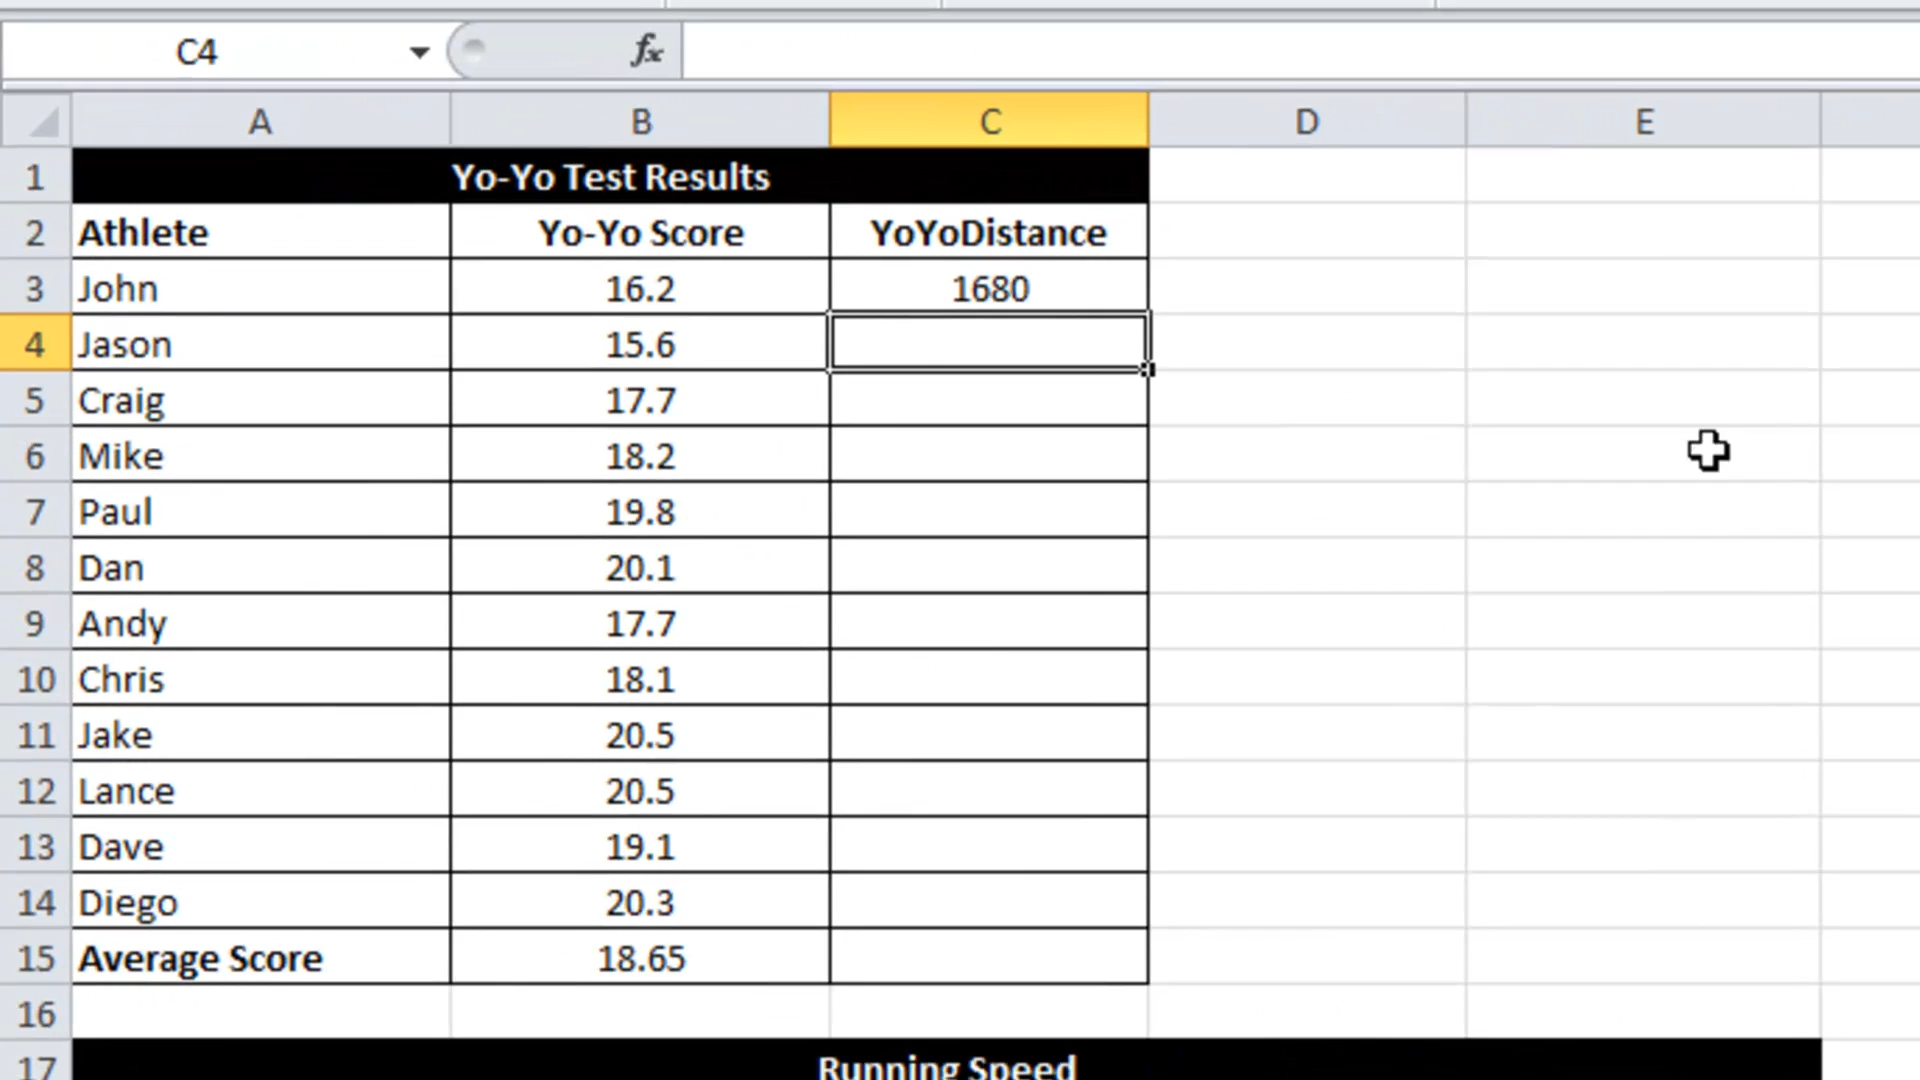 C4 fx
A B C D E
1 Yo-Yo Test Results
2 Athlete Yo-Yo Score YoYoDistance
3 John 16.2 1680
4 Jason 15.6
5 Craig 17.7
6 Mike 18.2
7 Paul 19.8
8 Dan 20.1
9 Andy 17.7
10 Chris 18.1
11 Jake 20.5
12 Lance 20.5
13 Dave 19.1
14 Diego 20.3
15 Average Score 18.65
16
17 Running Speed